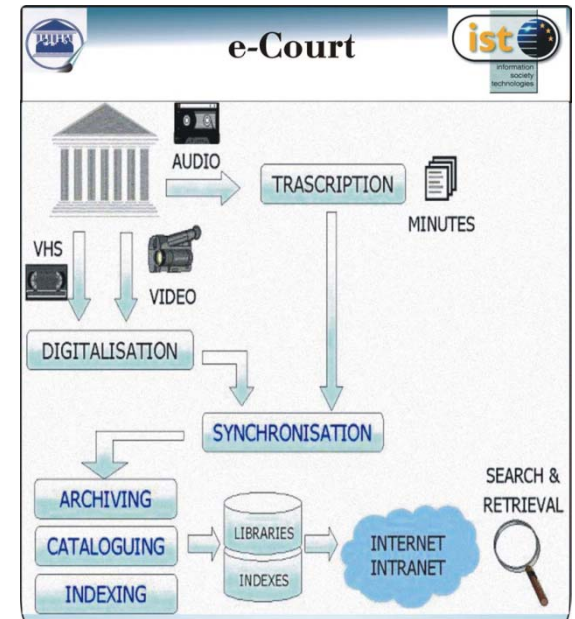 e-Court
ist
information
society
technologies
AUDIO
TRASCRIPTION
MINUTES
VHS
VIDEO
DIGITALISATION
SYNCHRONISATION
SEARCH &
RETRIEVAL
ARCHIVING
CATALOGUING
INDEXING
LIBRARIES
INDEXES
INTERNET
INTRANET